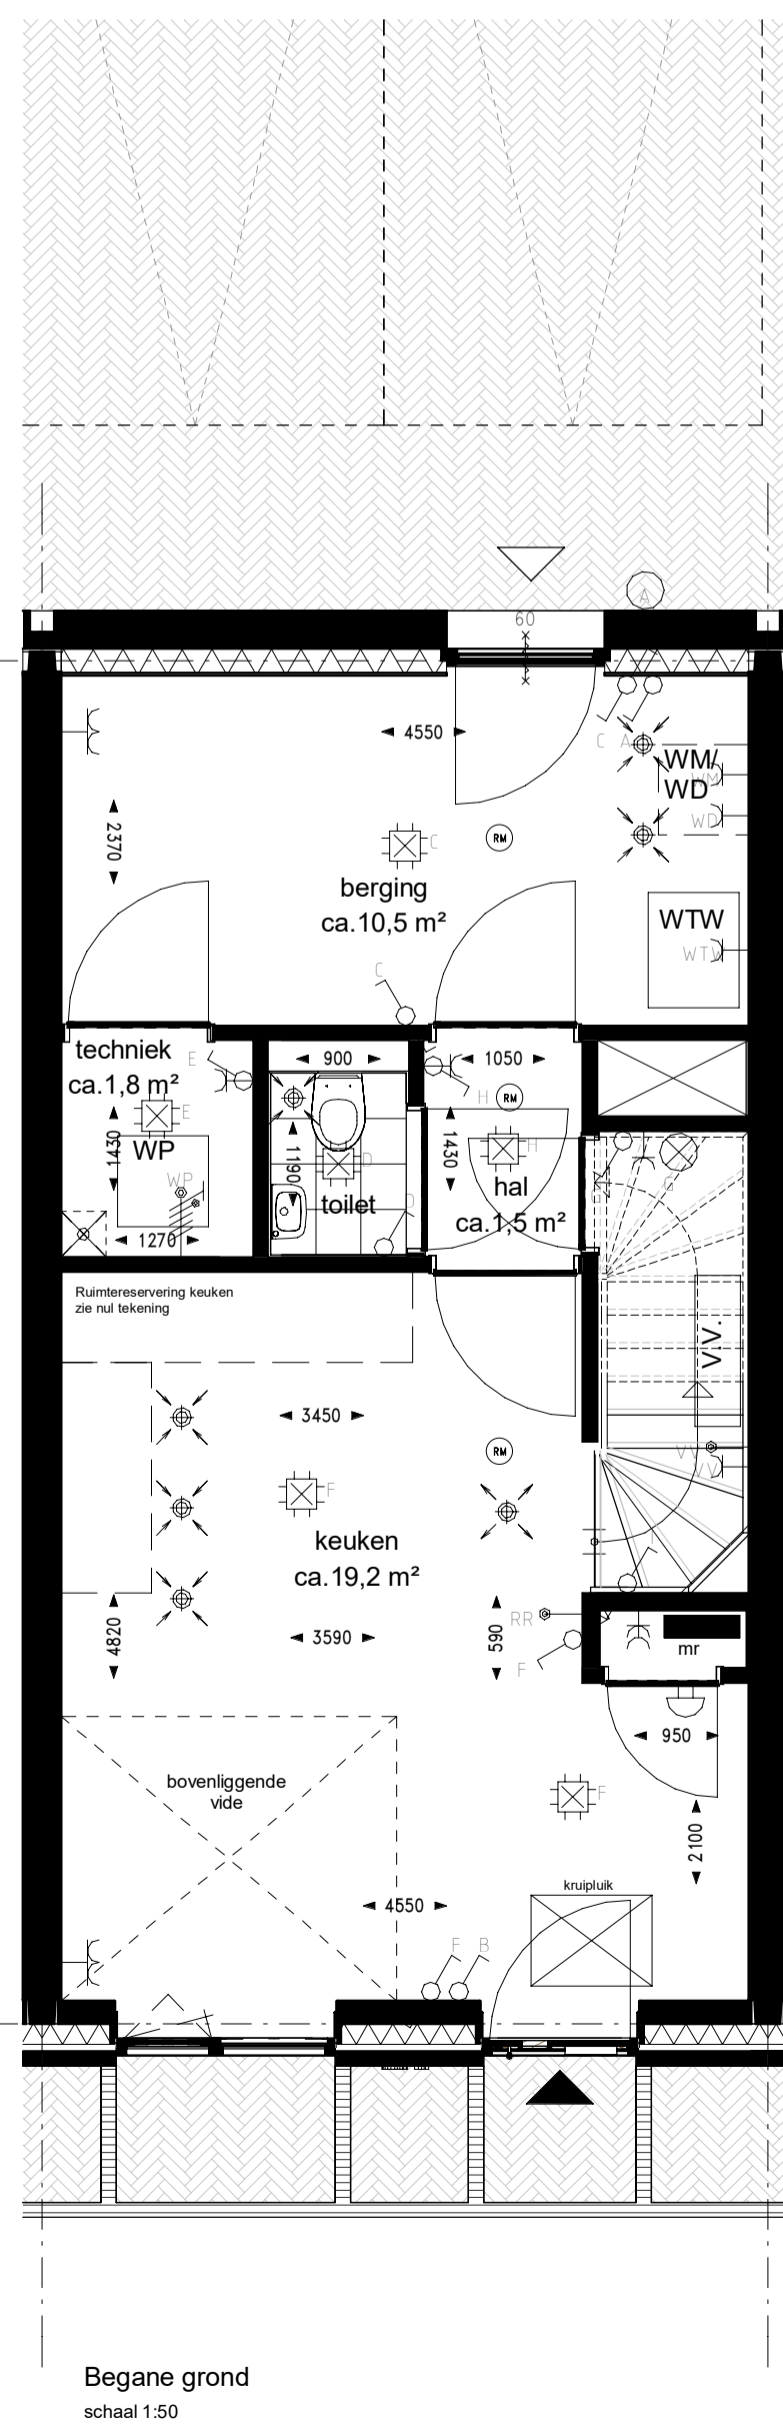 A
60
4550
C
A
WM/
WD
WM
WD
2370
C
RM
berging
ca.10,5 m²
WTW
WTW
C
techniek
ca.1,8 m²
E
E
1430
WP
WP
1270
900
1190
D
toilet
D
1050
H
RM
1430
H
hal
ca.1,5 m²
G
G
Ruimtereservering keuken
zie nul tekening
V.V.
3450
RM
VV
VV
F
keuken
ca.19,2 m²
I
4820
3590
590
RR
F
mr
950
bovenliggende
vide
F
2100
kruipluik
4550
F
B
Begane grond
schaal 1:50